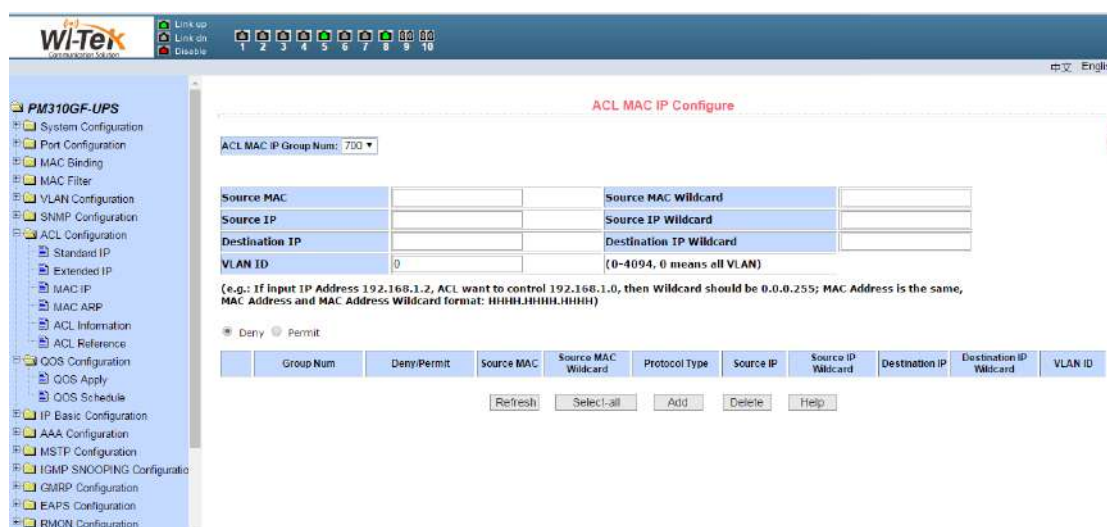 Wi-Tek
Communication Solution
Link up
Link dn
Disable
1 2 3 4 5 6 7 8 9 10
中文 Englis
PM310GF-UPS
System Configuration
Port Configuration
MAC Binding
MAC Filter
VLAN Configuration
SNMP Configuration
ACL Configuration
Standard IP
Extended IP
MAC IP
MAC ARP
ACL Information
ACL Reference
QOS Configuration
QOS Apply
QOS Schedule
IP Basic Configuration
AAA Configuration
MSTP Configuration
IGMP SNOOPING Configuratio
GMRP Configuration
EAPS Configuration
RMON Configuration
ACL MAC IP Configure
ACL MAC IP Group Num: 700
Source MAC Source MAC Wildcard
Source IP Source IP Wildcard
Destination IP Destination IP Wildcard
VLAN ID 0 (0-4094, 0 means all VLAN)
(e.g.: If input IP Address 192.168.1.2, ACL want to control 192.168.1.0, then Wildcard should be 0.0.0.255; MAC Address is the same,
MAC Address and MAC Address Wildcard format: HHHH.HHHH.HHHH)
Deny Permit
Group Num Deny/Permit Source MAC Source MAC Wildcard Protocol Type Source IP Source IP Wildcard Destination IP Destination IP Wildcard VLAN ID
Refresh Select-all Add Delete Help